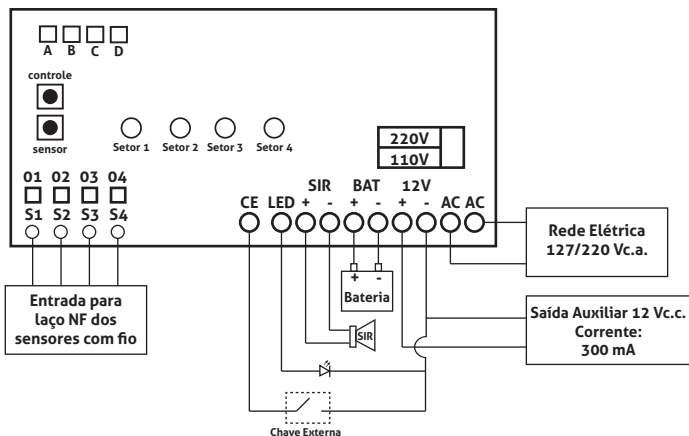 A B C D
controle
sensor
Setor 1 Setor 2 Setor 3 Setor 4
220V
110V
01 02 03 04
S1 S2 S3 S4
SIR BAT 12V
CE LED + - + - + - AC AC
Rede Elétrica
127/220 Vc.a.
+ -
Bateria
Entrada para
laço NF dos
sensores com fio
SIR
Saída Auxiliar 12 Vc.c.
Corrente:
300 mA
Chave Externa